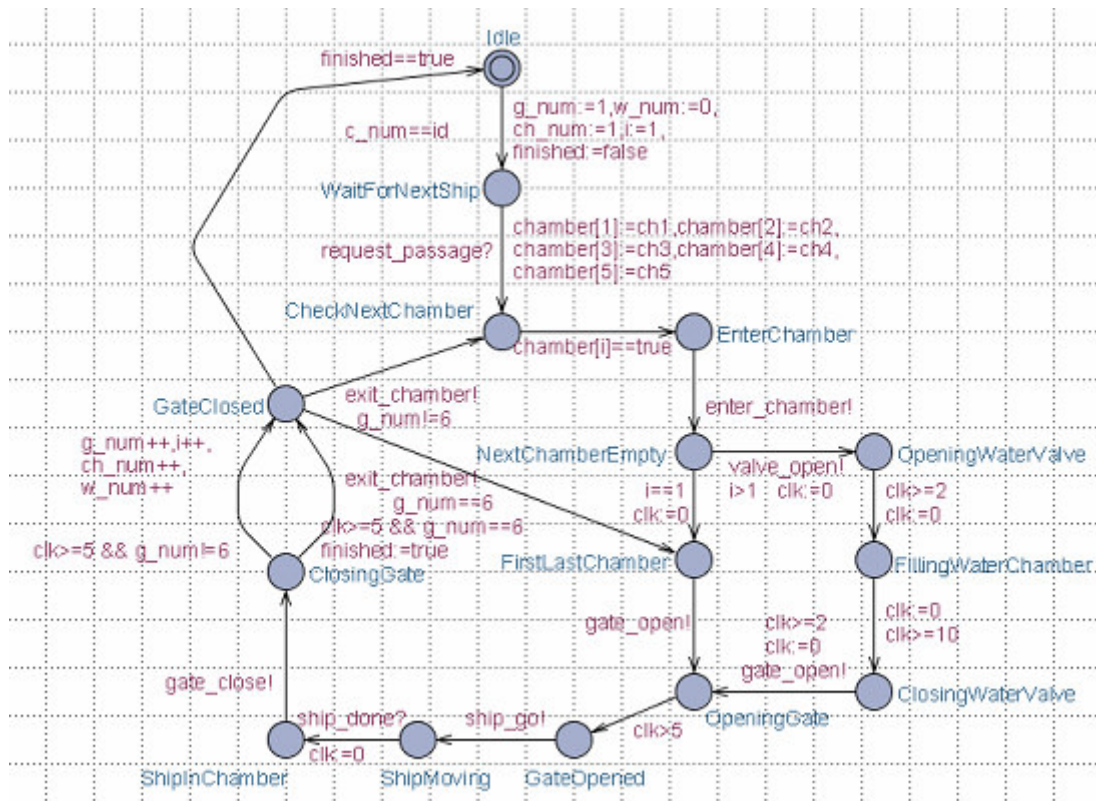 Idle
finished==true
g_num:=1,w_num:=0,
ch_num:=1,i:=1,
finished:=false
c_num==id
WaitForNextShip
chamber[1]:=ch1,chamber[2]:=ch2,
chamber[3]:=ch3,chamber[4]:=ch4,
chamber[5]:=ch5
request_passage?
CheckNextChamber
chamber[i]==true
EnterChamber
GateClosed
exit_chamber!
g_num!=6
enter_chamber!
g_num++,i++,
ch_num++,
w_num++
NextChamberEmpty
valve_open!
i>1 clk:=0
OpeningWaterValve
i==1
clk:=0
clk>=2
clk:=0
exit_chamber!
g_num==6
clk>=5 && g_num==6
finished:=true
clk>=5 && g_num!=6
ClosingGate
FirstLastChamber
FillingWaterChamber
gate_open!
clk>=2
clk:=0
gate_open!
clk:=0
clk>=10
gate_close!
OpeningGate
ClosingWaterValve
ship_done?
clk:=0
ship_go!
clk>5
ShipInChamber
ShipMoving
GateOpened